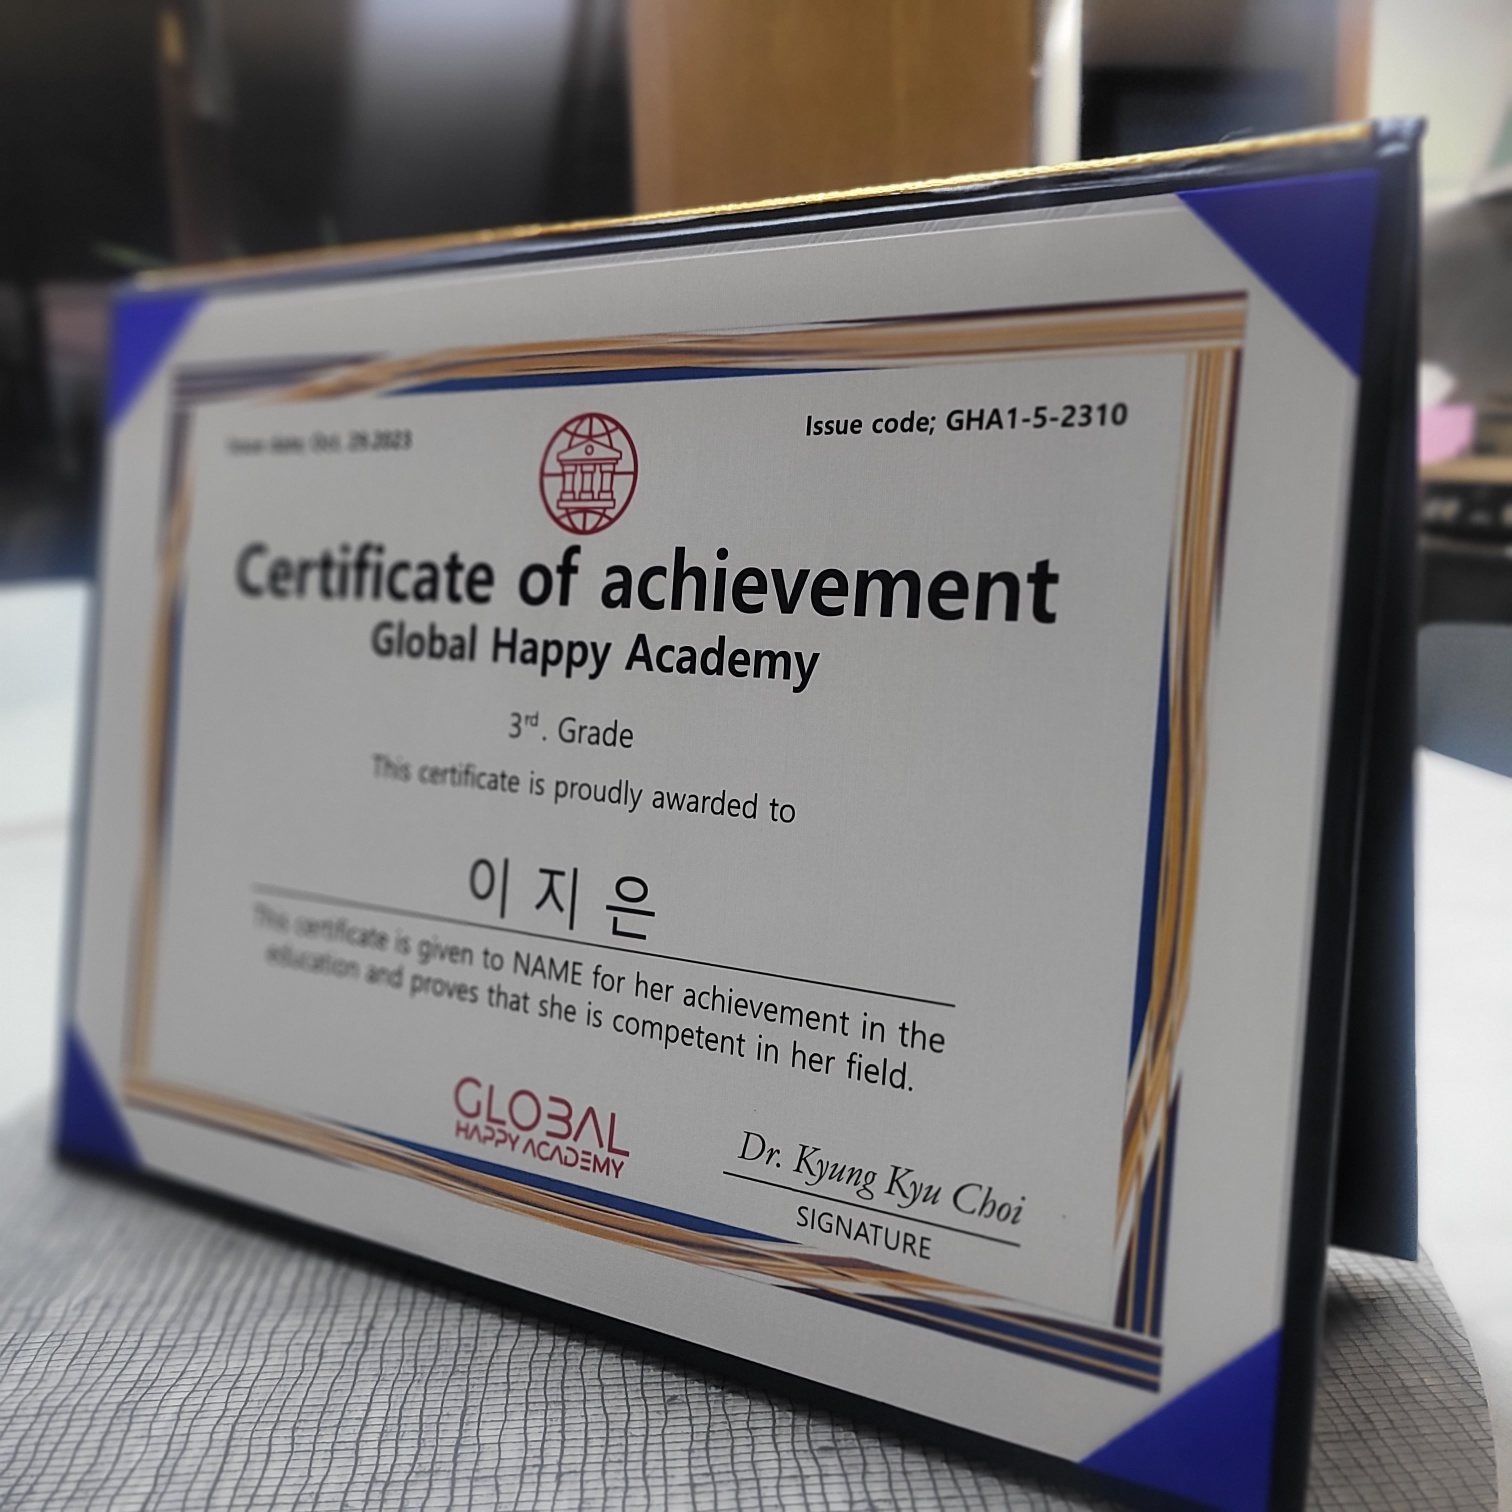 Issue date; Oct. 29.2023
Issue code; GHA1-5-2310
Certificate of achievement
Global Happy Academy
3rd. Grade
This certificate is proudly awarded to
이 지 은
This certificate is given to NAME for her achievement in the
education and proves that she is competent in her field.
GLOBAL
HAPPY ACADEMY
Dr. Kyung Kyu Choi
SIGNATURE